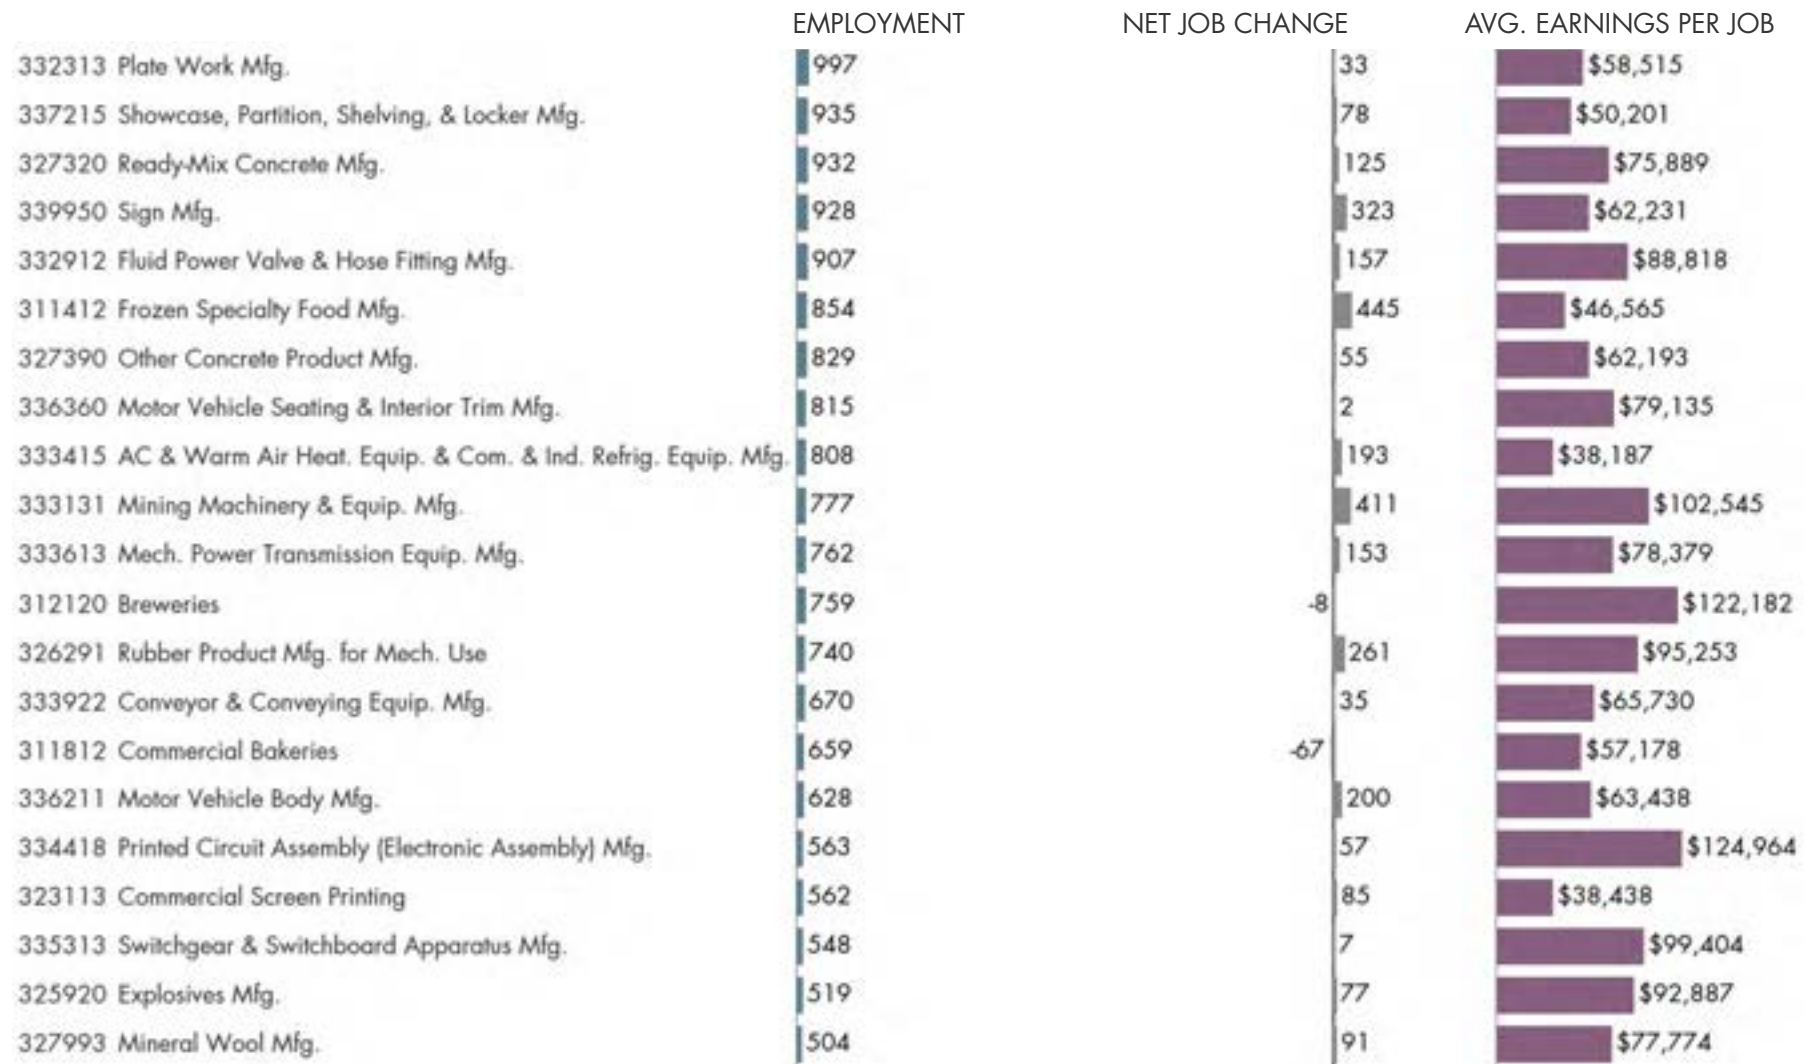 EMPLOYMENT NET JOB CHANGE AVG. EARNINGS PER JOB
332313 Plate Work Mfg. 997 33 $58,515
337215 Showcase, Partition, Shelving, & Locker Mfg. 935 78 $50,201
327320 Ready-Mix Concrete Mfg. 932 125 $75,889
339950 Sign Mfg. 928 323 $62,231
332912 Fluid Power Valve & Hose Fitting Mfg. 907 157 $88,818
311412 Frozen Specialty Food Mfg. 854 445 $46,565
327390 Other Concrete Product Mfg. 829 55 $62,193
336360 Motor Vehicle Seating & Interior Trim Mfg. 815 2 $79,135
333415 AC & Warm Air Heat. Equip. & Com. & Ind. Refrig. Equip. Mfg. 808 193 $38,187
333131 Mining Machinery & Equip. Mfg. 777 411 $102,545
333613 Mech. Power Transmission Equip. Mfg. 762 153 $78,379
312120 Breweries 759 -8 $122,182
326291 Rubber Product Mfg. for Mech. Use 740 261 $95,253
333922 Conveyor & Conveying Equip. Mfg. 670 35 $65,730
311812 Commercial Bakeries 659 -67 $57,178
336211 Motor Vehicle Body Mfg. 628 200 $63,438
334418 Printed Circuit Assembly (Electronic Assembly) Mfg. 563 57 $124,964
323113 Commercial Screen Printing 562 85 $38,438
335313 Switchgear & Switchboard Apparatus Mfg. 548 7 $99,404
325920 Explosives Mfg. 519 77 $92,887
327993 Mineral Wool Mfg. 504 91 $77,774